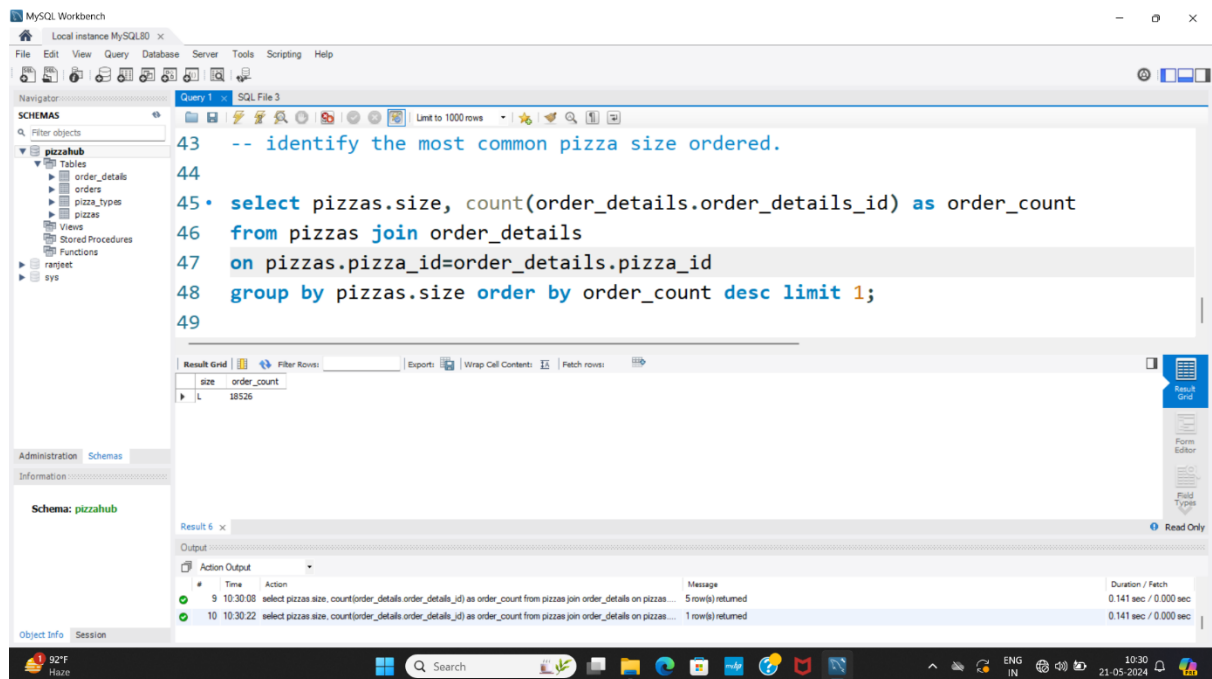 MySQL Workbench
Local instance MySQL80 ×
File Edit View Query Database Server Tools Scripting Help
Navigator
Query 1 × SQL File 3
SCHEMAS
Limit to 1000 rows
Filter objects
pizzahub
Tables
order_details
orders
pizza_types
pizzas
Views
Stored Procedures
Functions
ranjeet
sys
43 -- identify the most common pizza size ordered.
44
45 select pizzas.size, count(order_details.order_details_id) as order_count
46 from pizzas join order_details
47 on pizzas.pizza_id=order_details.pizza_id
48 group by pizzas.size order by order_count desc limit 1;
49
Result Grid Filter Rows: Export: Wrap Cell Content: Fetch rows:
size order_count
L 18526
Result Grid
Form Editor
Field Types
Administration Schemas
Information
Schema: pizzahub
Result 6 × Read Only
Output
Action Output
# Time Action Message Duration / Fetch
9 10:30:08 select pizzas.size, count(order_details.order_details_id) as order_count from pizzas join order_details on pizzas.... 5 row(s) returned 0.141 sec / 0.000 sec
10 10:30:22 select pizzas.size, count(order_details.order_details_id) as order_count from pizzas join order_details on pizzas.... 1 row(s) returned 0.141 sec / 0.000 sec
Object Info Session
1 92°F
Haze
Search
ENG
IN
10:30
21-05-2024